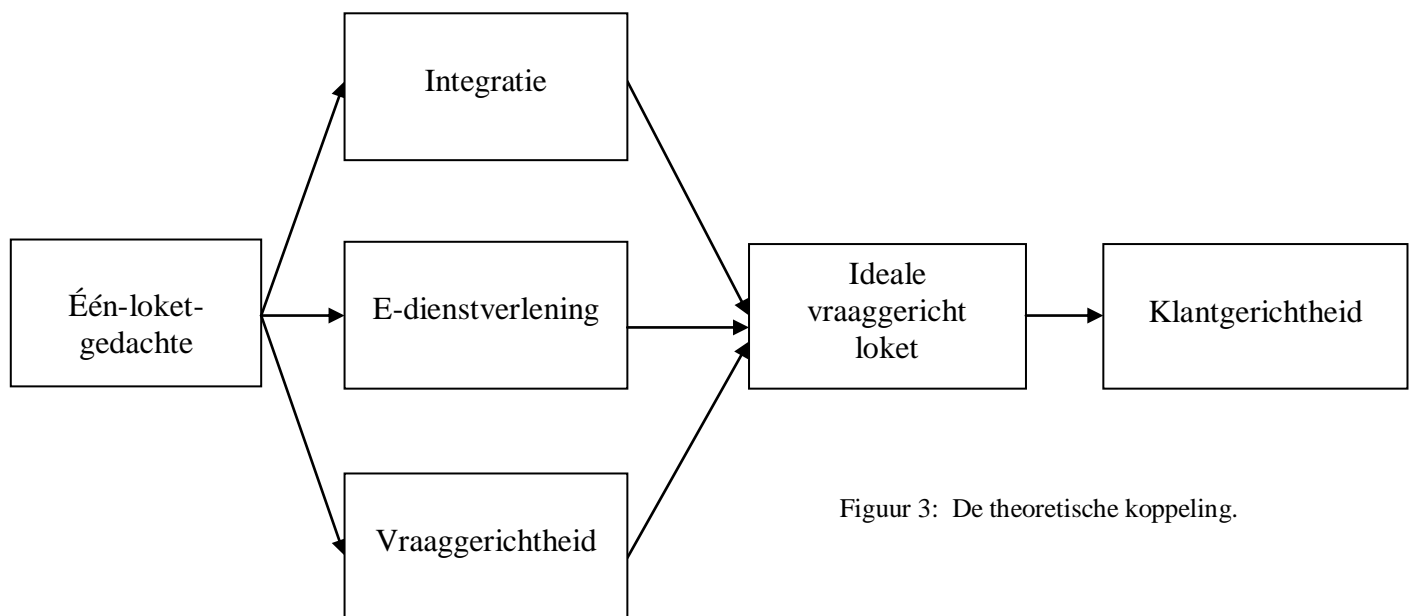 Integratie
Één-loket-
gedachte
E-dienstverlening
Ideale
vraaggericht
loket
Klantgerichtheid
Vraaggerichtheid
Figuur 3: De theoretische koppeling.